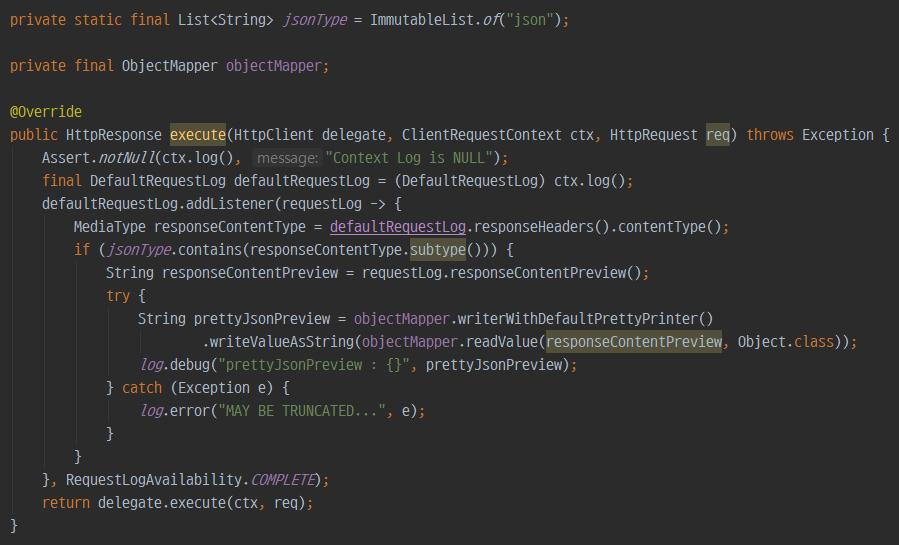 private static final List<String> jsonType = ImmutableList.of("json");
private final ObjectMapper objectMapper;
@Override
public HttpResponse execute(HttpClient delegate, ClientRequestContext ctx, HttpRequest req) throws Exception {
Assert.notNull(ctx.log(), message: "Context Log is NULL");
final DefaultRequestLog defaultRequestLog = (DefaultRequestLog) ctx.log();
defaultRequestLog.addListener(requestLog -> {
MediaType responseContentType = defaultRequestLog.responseHeaders().contentType();
if (jsonType.contains(responseContentType.subtype())) {
String responseContentPreview = requestLog.responseContentPreview();
try {
String prettyJsonPreview = objectMapper.writerWithDefaultPrettyPrinter()
.writeValueAsString(objectMapper.readValue(responseContentPreview, Object.class));
log.debug("prettyJsonPreview : {}", prettyJsonPreview);
} catch (Exception e) {
log.error("MAY BE TRUNCATED...", e);
}
}
}, RequestLogAvailability.COMPLETE);
return delegate.execute(ctx, req);
}